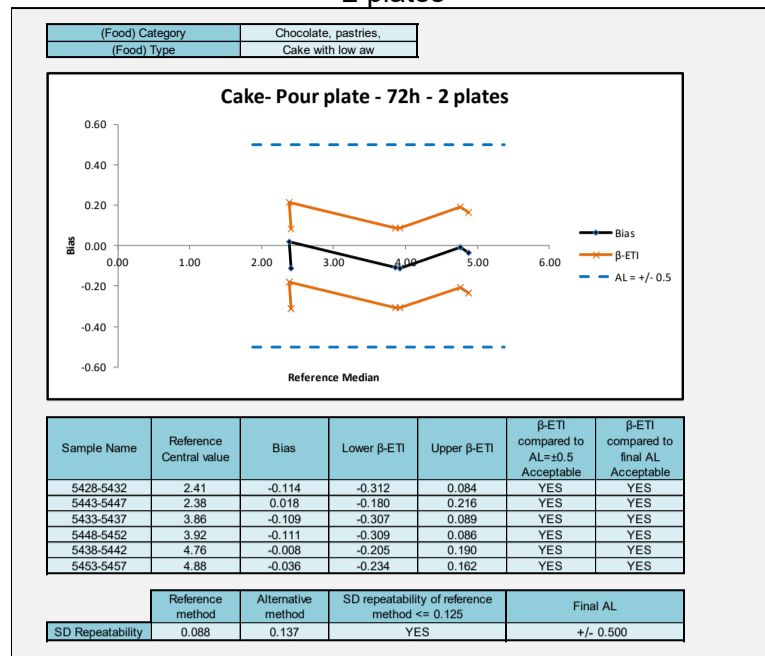 2 plates
(Food) Category Chocolate, pastries,
(Food) Type Cake with low aw
Cake- Pour plate - 72h - 2 plates
0.60
0.40
0.20
0.00
-0.20
-0.40
-0.60
Bias
0.00 1.00 2.00 3.00 4.00 5.00 6.00
Reference Median
Bias
β-ETI
AL = +/- 0.5
Sample Name Reference Central value Bias Lower β-ETI Upper β-ETI β-ETI compared to AL=±0.5 Acceptable β-ETI compared to final AL Acceptable
5428-5432 2.41 -0.114 -0.312 0.084 YES YES
5443-5447 2.38 0.018 -0.180 0.216 YES YES
5433-5437 3.86 -0.109 -0.307 0.089 YES YES
5448-5452 3.92 -0.111 -0.309 0.086 YES YES
5438-5442 4.76 -0.008 -0.205 0.190 YES YES
5453-5457 4.88 -0.036 -0.234 0.162 YES YES
Reference method Alternative method SD repeatability of reference method <= 0.125 Final AL
SD Repeatability 0.088 0.137 YES +/- 0.500